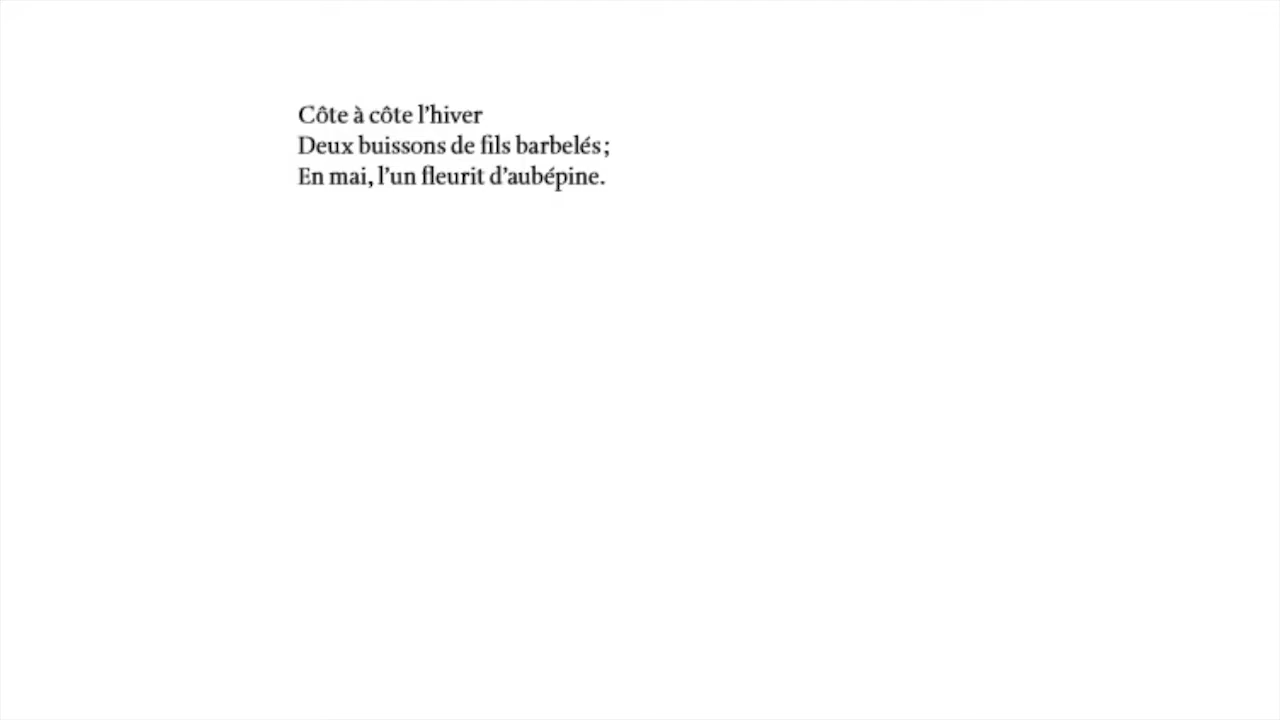 Côte à côte l’hiver
Deux buissons de fils barbelés ;
En mai, l’un fleurit d’aubépine.